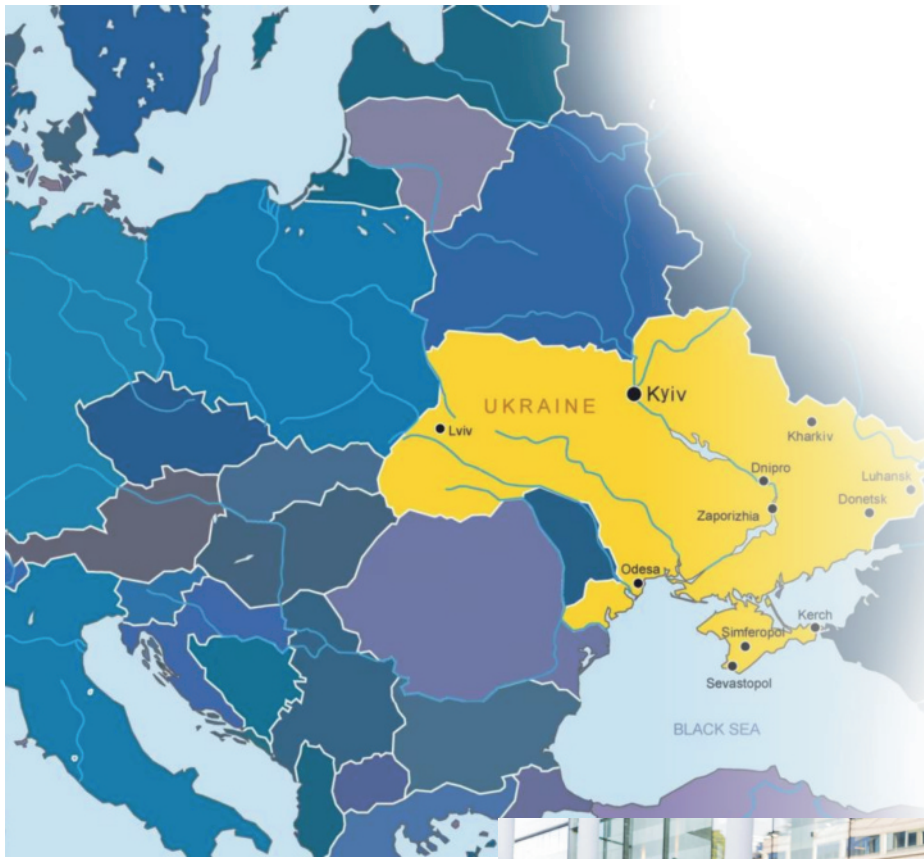 Kyiv
UKRAINE
Kharkiv
Lviv
Dnipro
Luhansk
Donetsk
Zaporizhia
Odesa
Kerch
Simferopol
Sevastopol
BLACK SEA